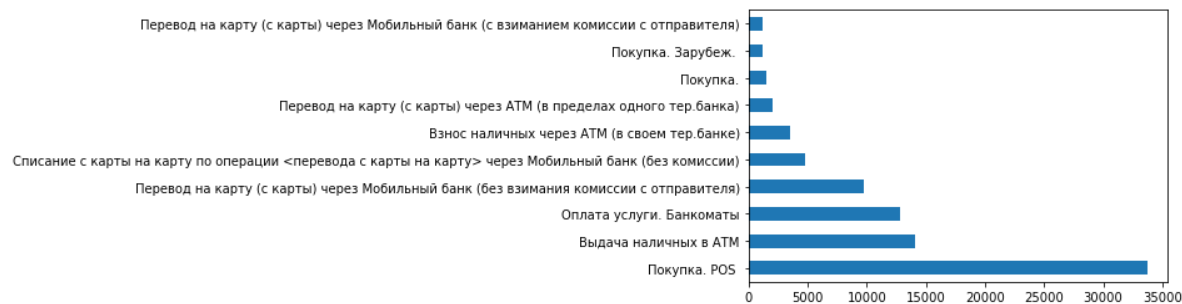 Перевод на карту (с карты) через Мобильный банк (с взиманием комиссии с отправителя)
Покупка. Зарубеж.
Покупка.
Перевод на карту (с карты) через АТМ (в пределах одного тер.банка)
Взнос наличных через АТМ (в своем тер.банке)
Списание с карты на карту по операции <перевода с карты на карту> через Мобильный банк (без комиссии)
Перевод на карту (с карты) через Мобильный банк (без взимания комиссии с отправителя)
Оплата услуги. Банкоматы
Выдача наличных в АТМ
Покупка. POS
0 5000 10000 15000 20000 25000 30000 35000